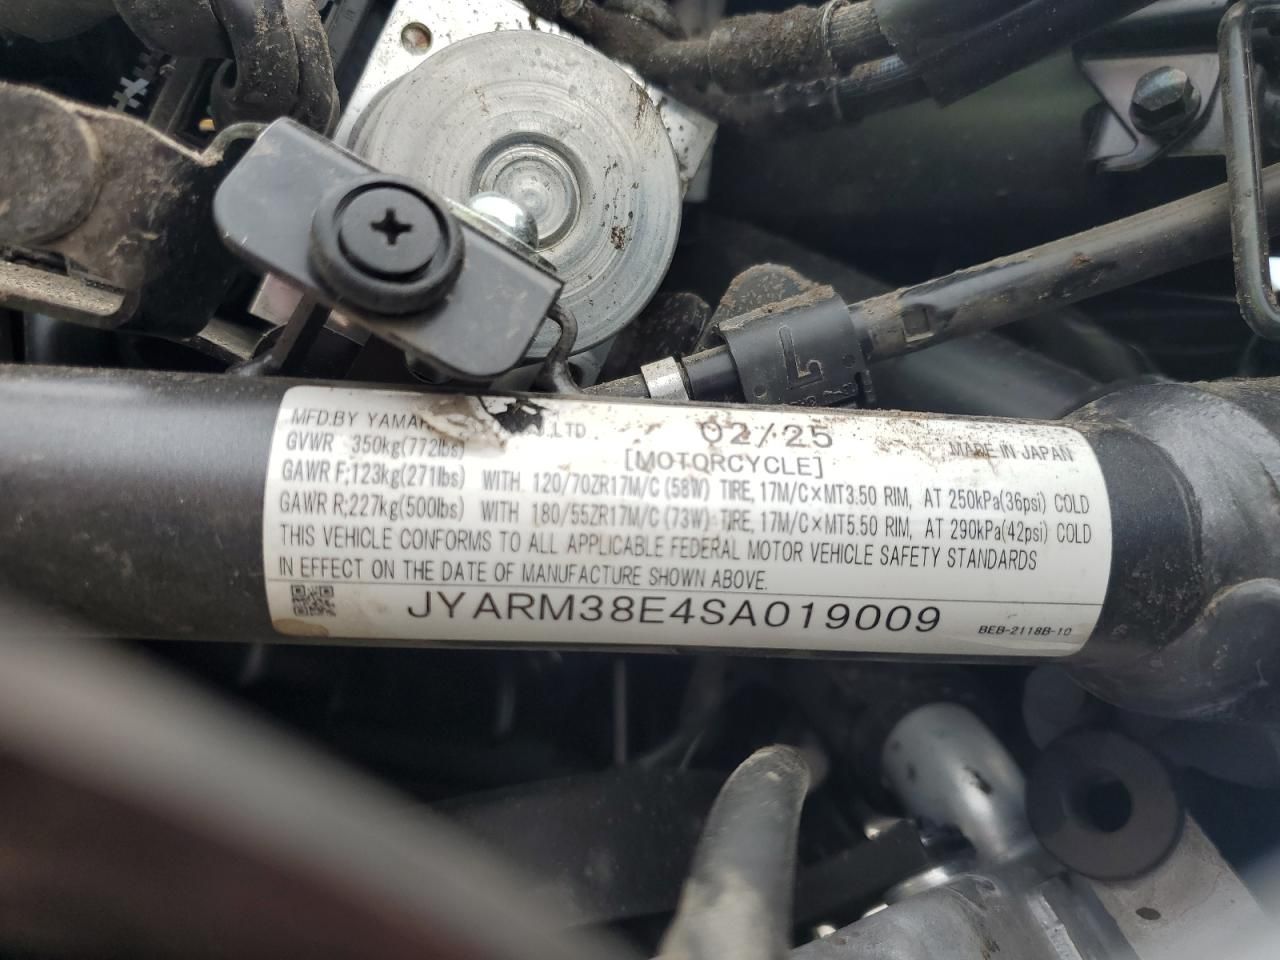 L
MFD.BY YAMAH ,LTD 02/25 MADE IN JAPAN
GVWR 350kg(772lbs) [MOTORCYCLE]
GAWR F;123kg(271lbs) WITH 120/70ZR17M/C (58W) TIRE, 17M/C×MT3.50 RIM, AT 250kPa(36psi) COLD
GAWR R;227kg(500lbs) WITH 180/55ZR17M/C (73W) TIRE, 17M/C×MT5.50 RIM, AT 290kPa(42psi) COLD
THIS VEHICLE CONFORMS TO ALL APPLICABLE FEDERAL MOTOR VEHICLE SAFETY STANDARDS
IN EFFECT ON THE DATE OF MANUFACTURE SHOWN ABOVE.
JYARM38E4SA019009 BEB-2118B-10